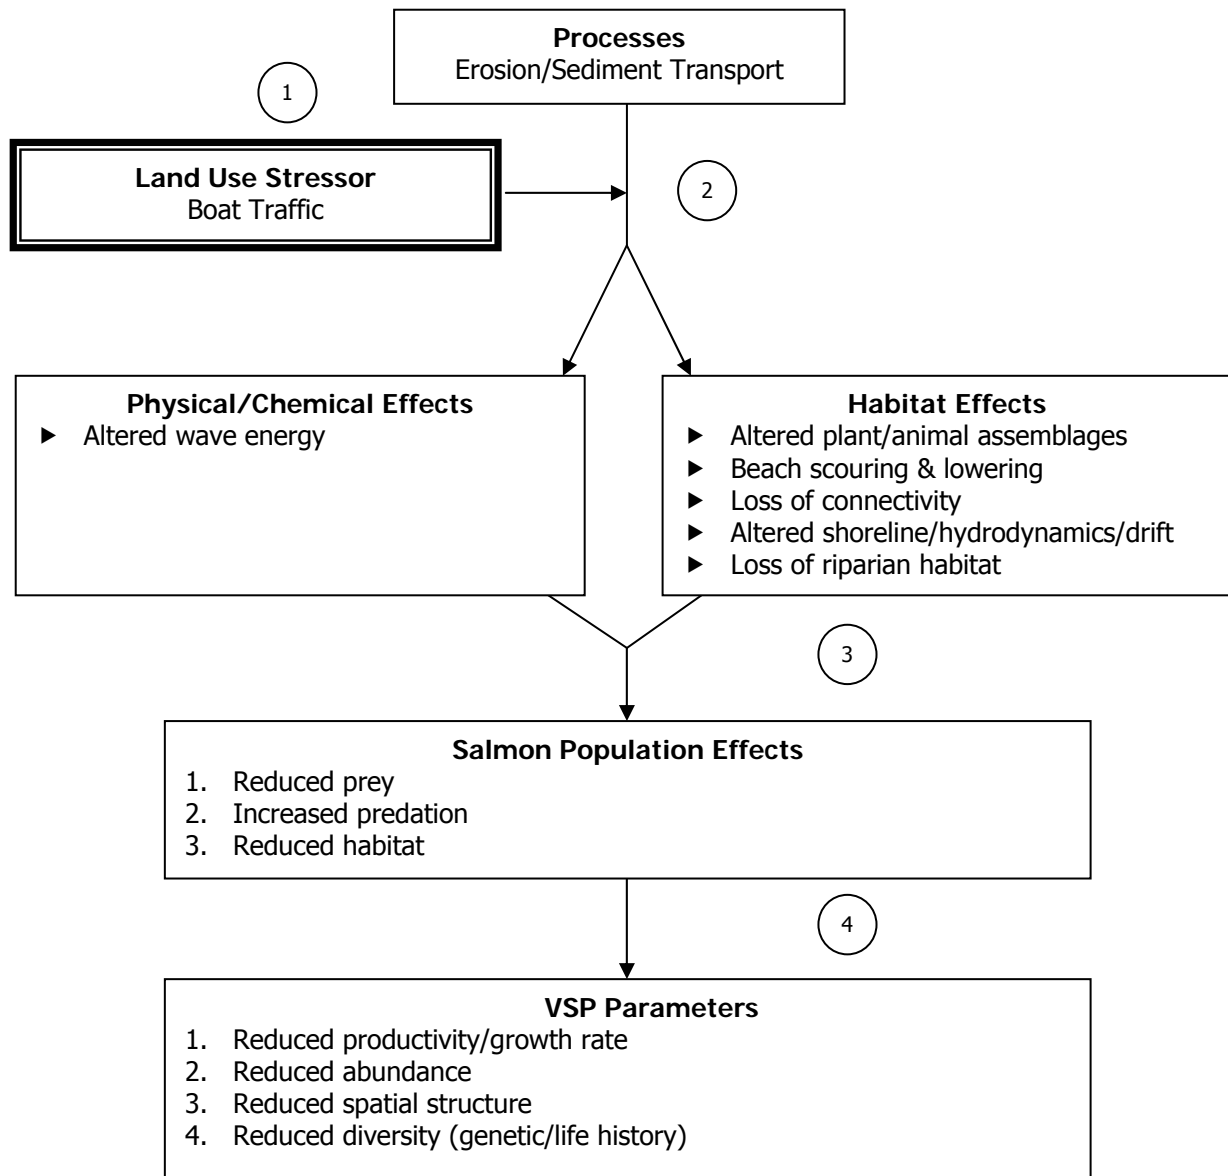 Processes
Erosion/Sediment Transport
1
Land Use Stressor
Boat Traffic
2
Physical/Chemical Effects
► Altered wave energy
Habitat Effects
► Altered plant/animal assemblages
► Beach scouring & lowering
► Loss of connectivity
► Altered shoreline/hydrodynamics/drift
► Loss of riparian habitat
3
Salmon Population Effects
1. Reduced prey
2. Increased predation
3. Reduced habitat
4
VSP Parameters
1. Reduced productivity/growth rate
2. Reduced abundance
3. Reduced spatial structure
4. Reduced diversity (genetic/life history)